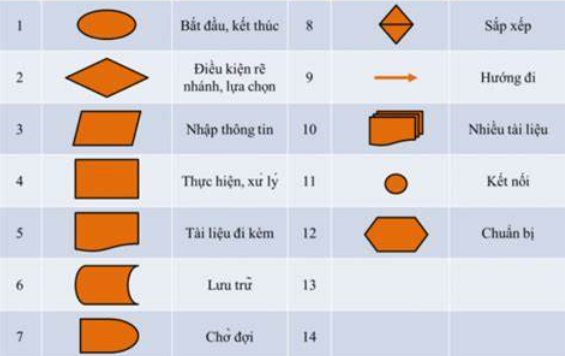 1 Bắt đầu, kết thúc 8 Sắp xếp
2 Điều kiện rẽ nhánh, lựa chọn 9 Hướng đi
3 Nhập thông tin 10 Nhiều tài liệu
4 Thực hiện, xử lý 11 Kết nối
5 Tài liệu đi kèm 12 Chuẩn bị
6 Lưu trữ 13
7 Chờ đợi 14